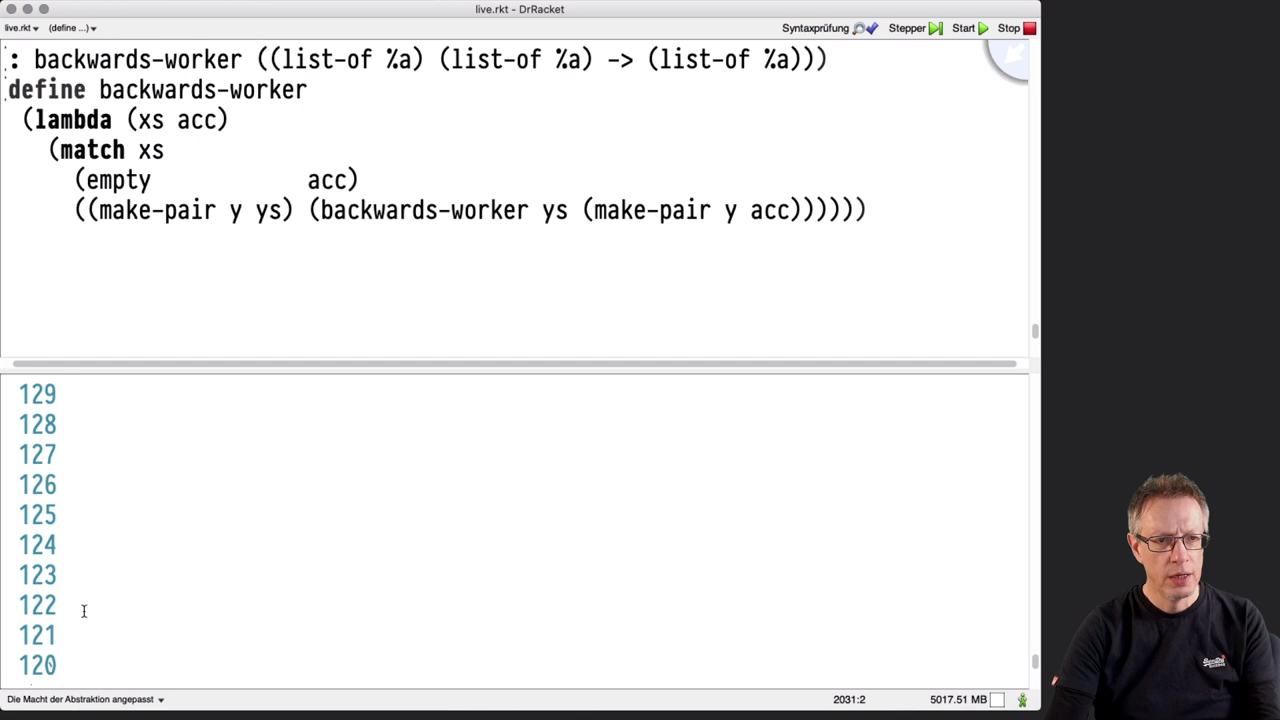 live.rkt - DrRacket
live.rkt (define ...) Syntaxprüfung Stepper Start Stop
: backwards-worker ((list-of %a) (list-of %a) -> (list-of %a)))
define backwards-worker
(lambda (xs acc)
(match xs
(empty acc)
((make-pair y ys) (backwards-worker ys (make-pair y acc))))))
129
128
127
126
125
124
123
122
121
120
Die Macht der Abstraktion angepasst 2031:2 5017.51 MB